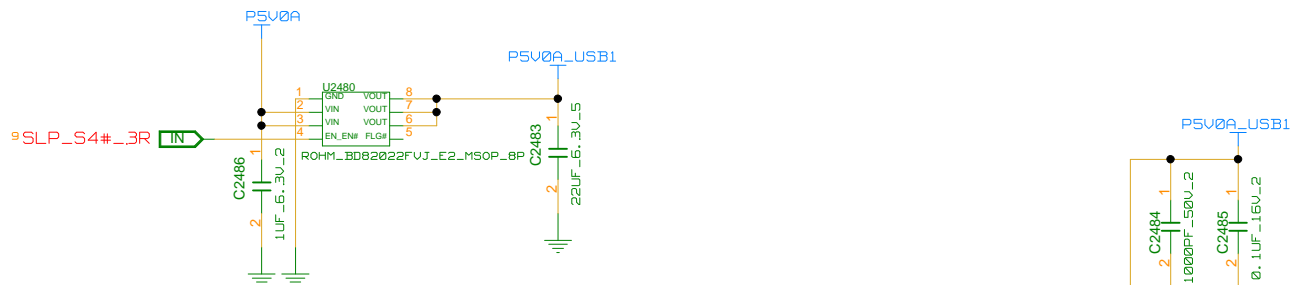 P5V0A
P5V0A_USB1
U2480
1 GND VOUT 8
2 VIN VOUT 7
3 VIN VOUT 6
4 EN_EN# FLG# 5
ROHM_BD82022FVJ_E2_MSOP_8P
9 SLP_S4#_,3R IN
1
C2486
1UF_6.3V_2
2
1
C2483
22UF_6.3V_5
2
P5V0A_USB1
1
C2484
1000PF_50V_2
2
1
C2485
0.1UF_16V_2
2